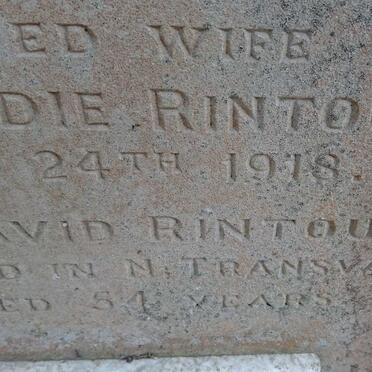 ED WIFE
DIE RINTO
24TH 1918.
AVID RINTOU
D IN N. TRANSVA
ED 54 YEARS